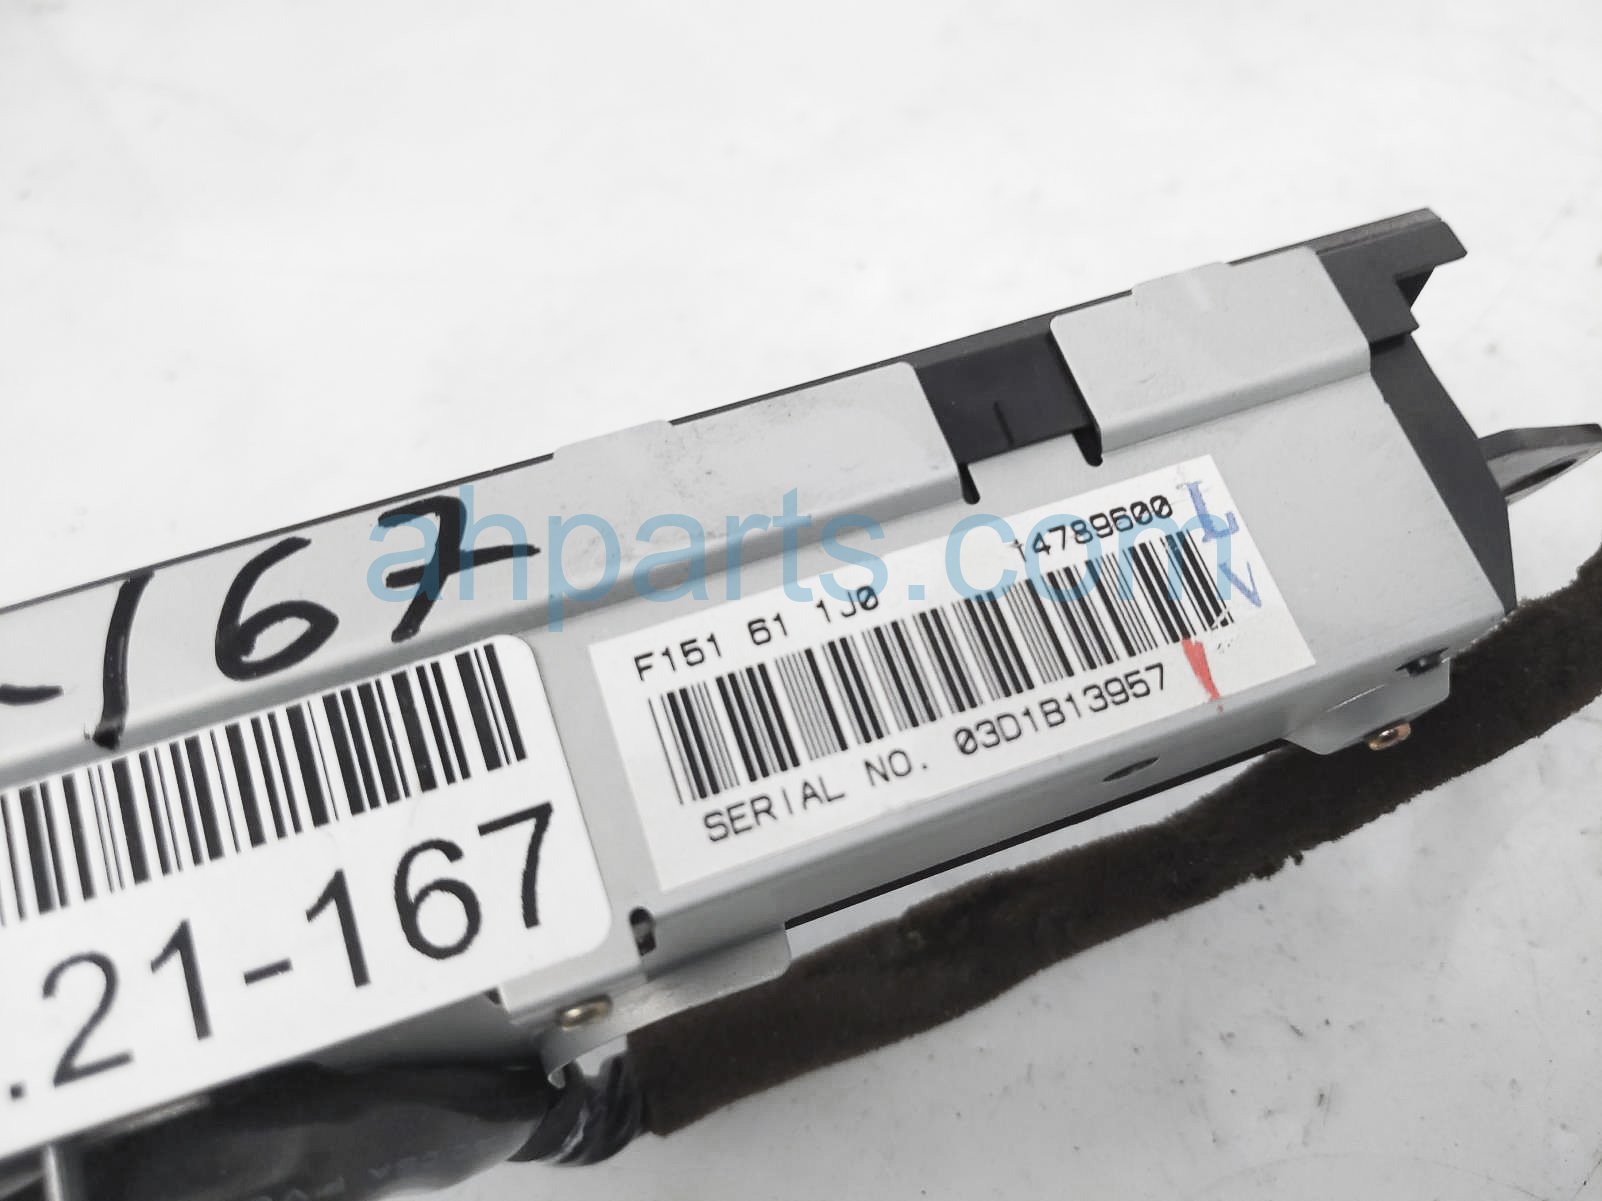 -167
.21-167
F151 61 1J0 14789600
L
V
SERIAL NO. 03D1B13957
ahparts.com